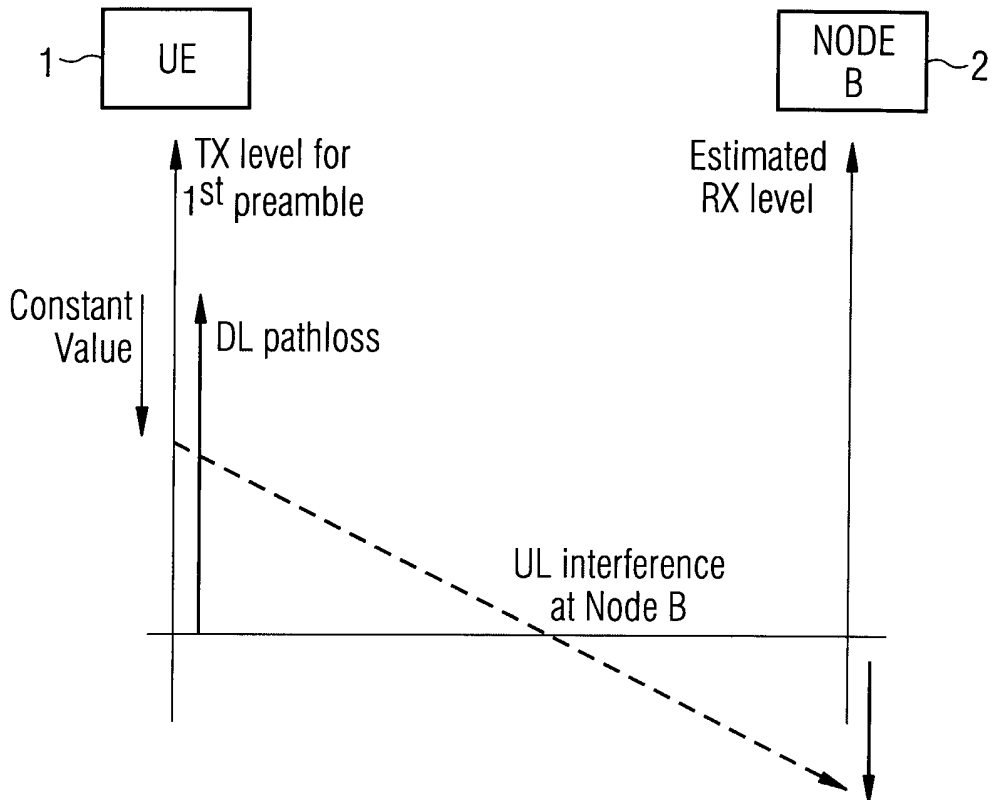 1
UE
NODE
B
2
TX level for
1st preamble
Estimated
RX level
Constant
Value
DL pathloss
UL interference
at Node B